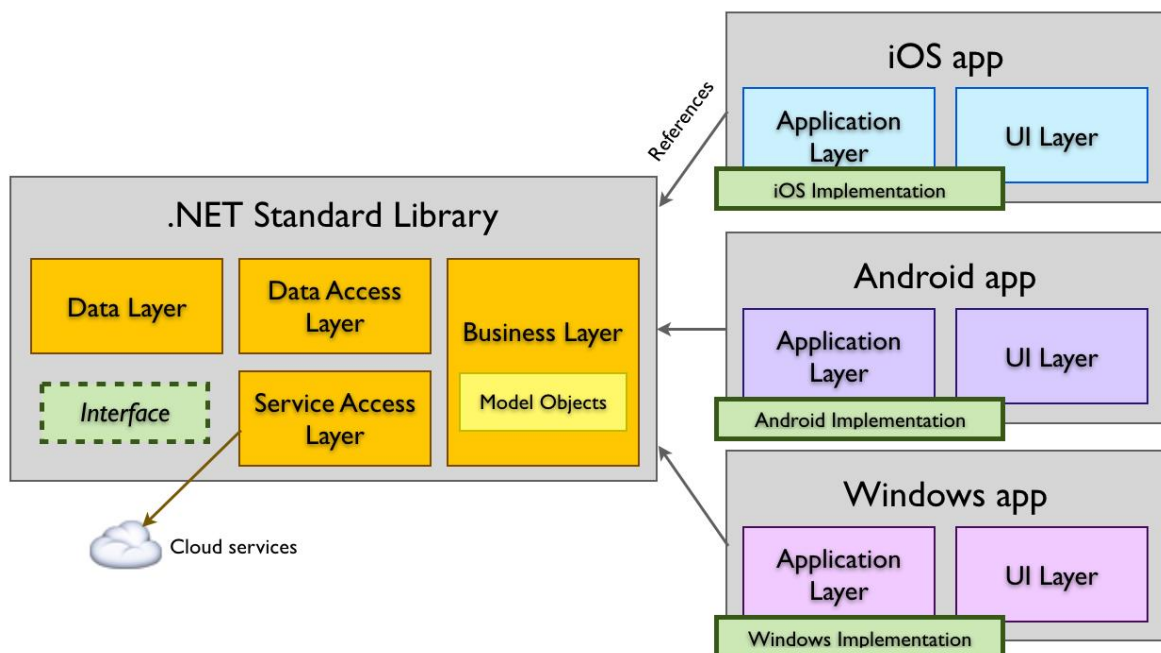 .NET Standard Library
Data Layer
Data Access
Layer
Business Layer
Model Objects
Interface
Service Access
Layer
Cloud services
References
iOS app
Application
Layer
UI Layer
iOS Implementation
Android app
Application
Layer
UI Layer
Android Implementation
Windows app
Application
Layer
UI Layer
Windows Implementation